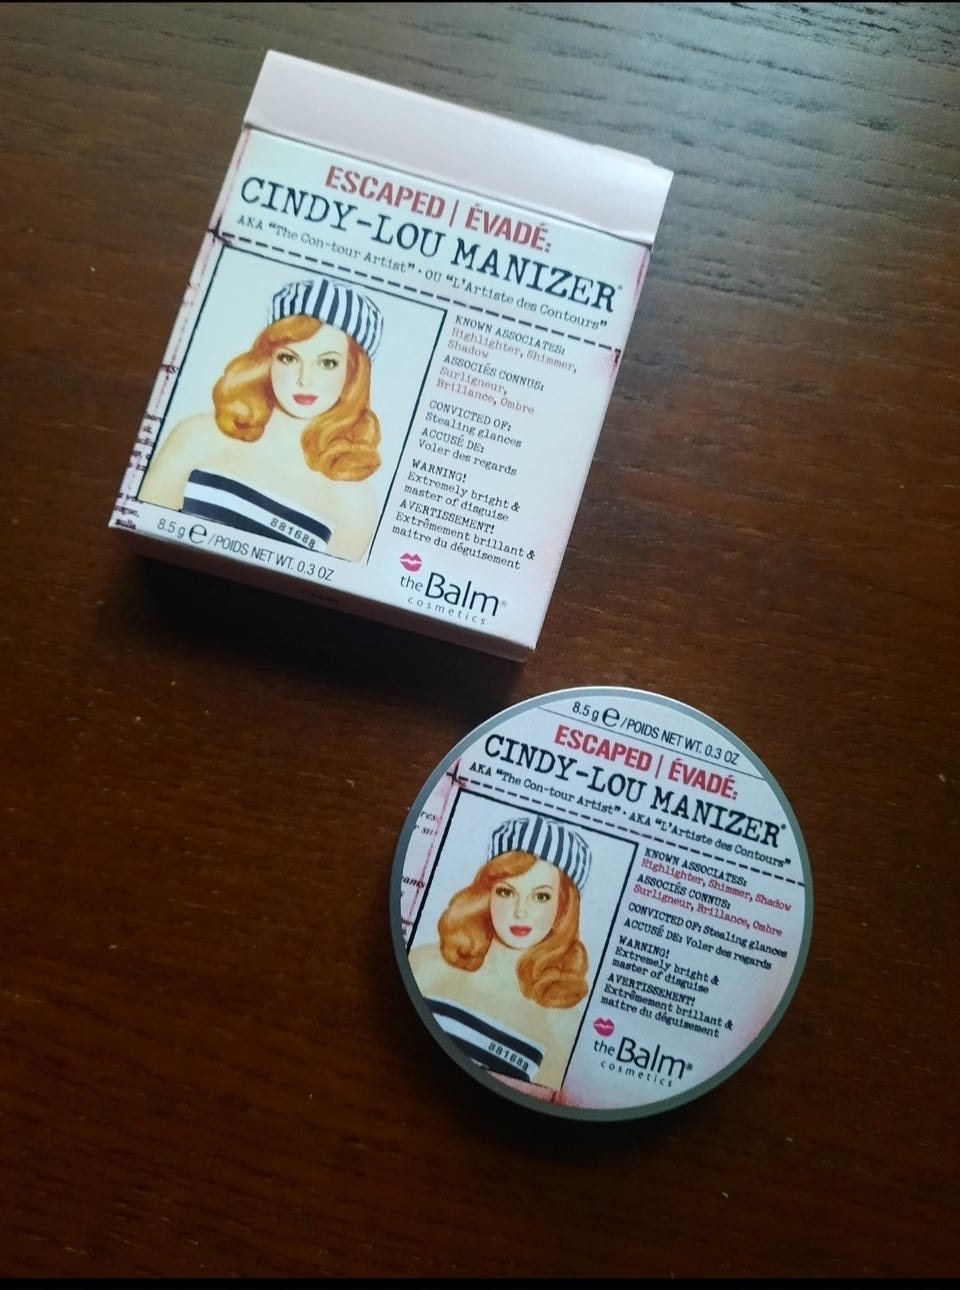 ESCAPED | ÉVADÉ:
CINDY-LOU MANIZER®
AKA "The Con-tour Artist" · OU "L'Artiste des Contours"
KNOWN ASSOCIATES:
Highlighter, Shimmer,
Shadow
ASSOCIÉS CONNUS:
Surligneur,
Brillance, Ombre
CONVICTED OF:
Stealing glances
ACCUSÉ DE:
Voler des regards
WARNING!
Extremely bright &
master of disguise
AVERTISSEMENT!
Extrêmement brillant &
maitre du déguisement
881688
8.5 g ℮ / POIDS NET WT. 0.3 OZ
theBalm®
cosmetics
8.5 g ℮ / POIDS NET WT. 0.3 OZ
ESCAPED | ÉVADÉ:
CINDY-LOU MANIZER®
AKA "The Con-tour Artist" · AKA "L'Artiste des Contours"
KNOWN ASSOCIATES:
Highlighter, Shimmer, Shadow
ASSOCIÉS CONNUS:
Surligneur, Brillance, Ombre
CONVICTED OF: Stealing glances
ACCUSÉ DE: Voler des regards
WARNING!
Extremely bright &
master of disguise
AVERTISSEMENT!
Extrêmement brillant &
maitre du déguisement
881688
theBalm®
cosmetics